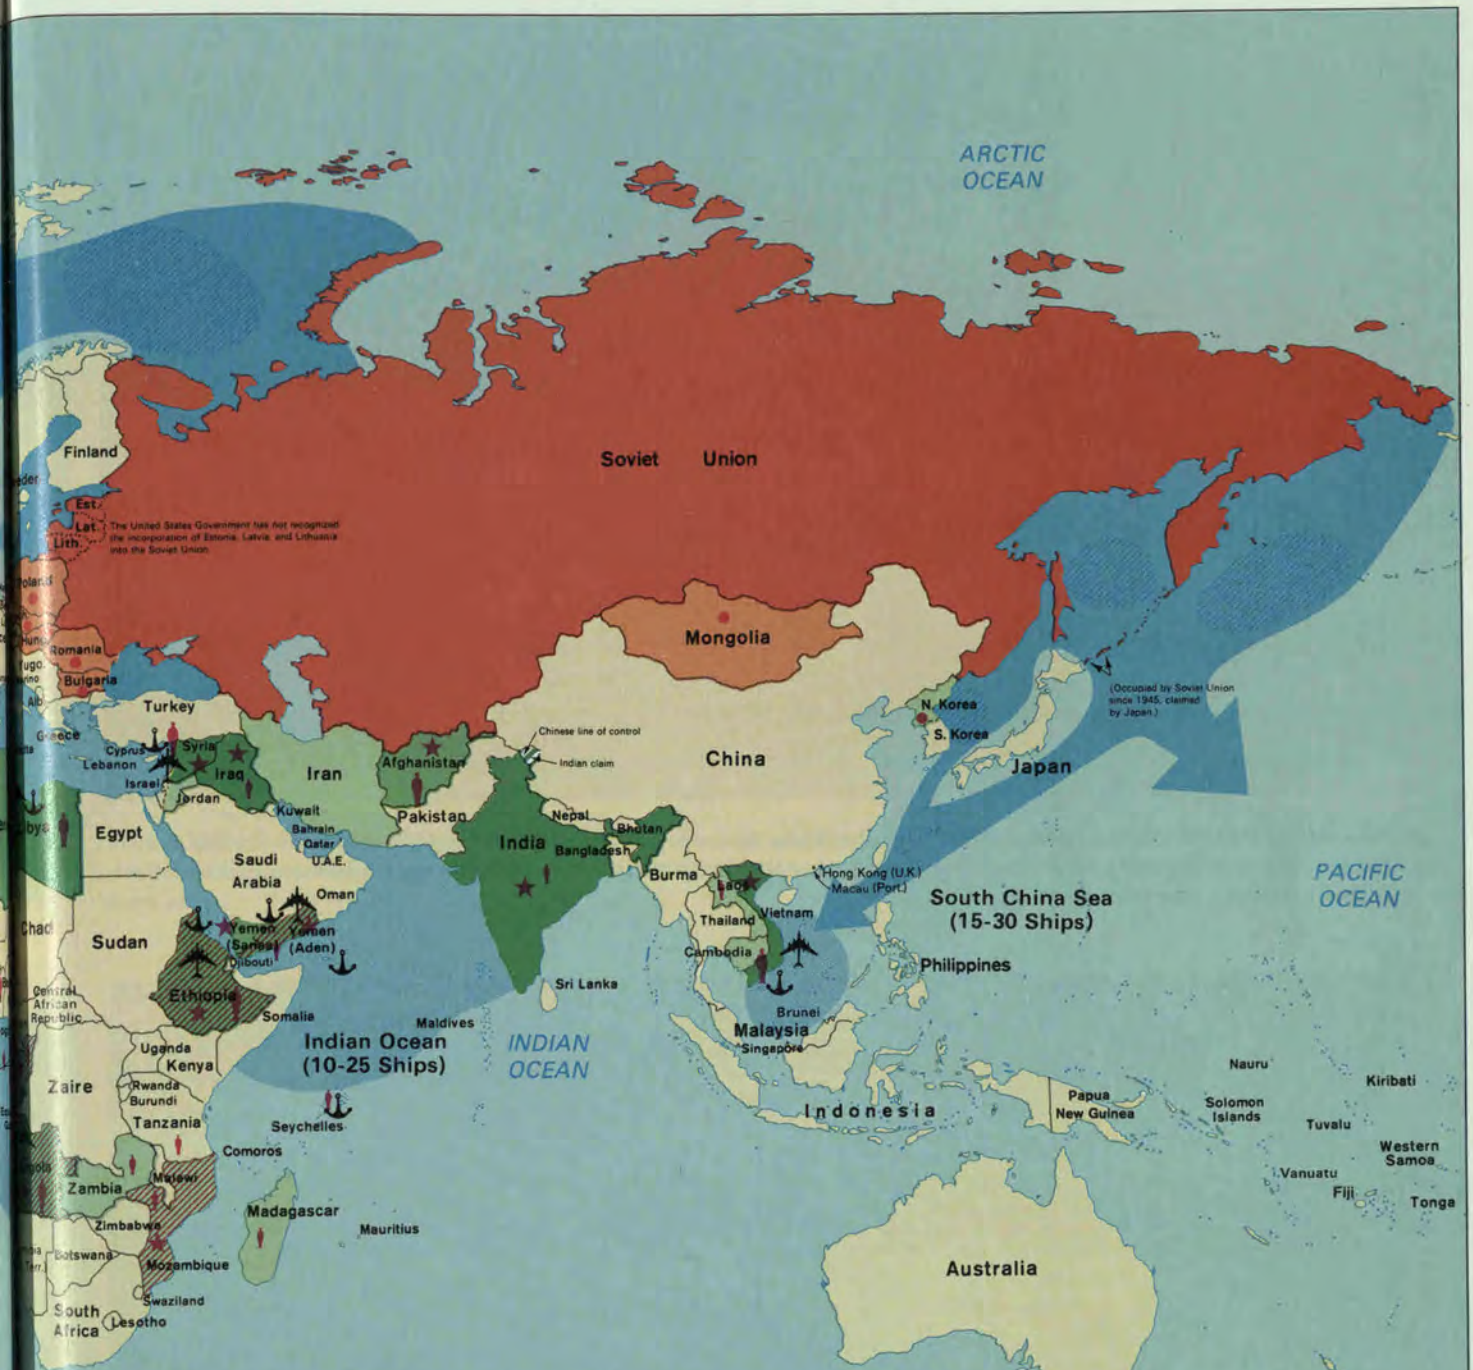 ARCTIC
OCEAN
Finland
Soviet Union
Est.
Lat.
Lith.
The United States Government has not recognized
the incorporation of Estonia, Latvia, and Lithuania
into the Soviet Union.
Poland
Hung.
Romania
Yugo.
Bulgaria
Alb.
Greece
Mongolia
Turkey
Cyprus
Lebanon
Israel
Syria
Iraq
Jordan
Iran
Kuwait
Bahrain
Qatar
U.A.E.
Afghanistan
Pakistan
Chinese line of control
Indian claim
China
N. Korea
S. Korea
Japan
(Occupied by Soviet Union
since 1945, claimed
by Japan.)
Egypt
Saudi
Arabia
Oman
India
Nepal
Bhutan
Bangladesh
Burma
Laos
Thailand
Vietnam
Cambodia
Hong Kong (U.K.)
Macau (Port.)
South China Sea
(15-30 Ships)
PACIFIC
OCEAN
Philippines
Chad
Sudan
Yemen
(Sanaa)
Yemen
(Aden)
Djibouti
Ethiopia
Somalia
Central
African
Republic
Sri Lanka
Maldives
Indian Ocean
(10-25 Ships)
INDIAN
OCEAN
Brunei
Malaysia
Singapore
Indonesia
Uganda
Kenya
Zaire
Rwanda
Burundi
Tanzania
Seychelles
Comoros
Papua
New Guinea
Nauru
Kiribati
Solomon
Islands
Tuvalu
Western
Samoa
Vanuatu
Fiji
Tonga
Zambia
Malawi
Zimbabwe
Botswana
Mozambique
Madagascar
Mauritius
Swaziland
South
Africa
Lesotho
Australia